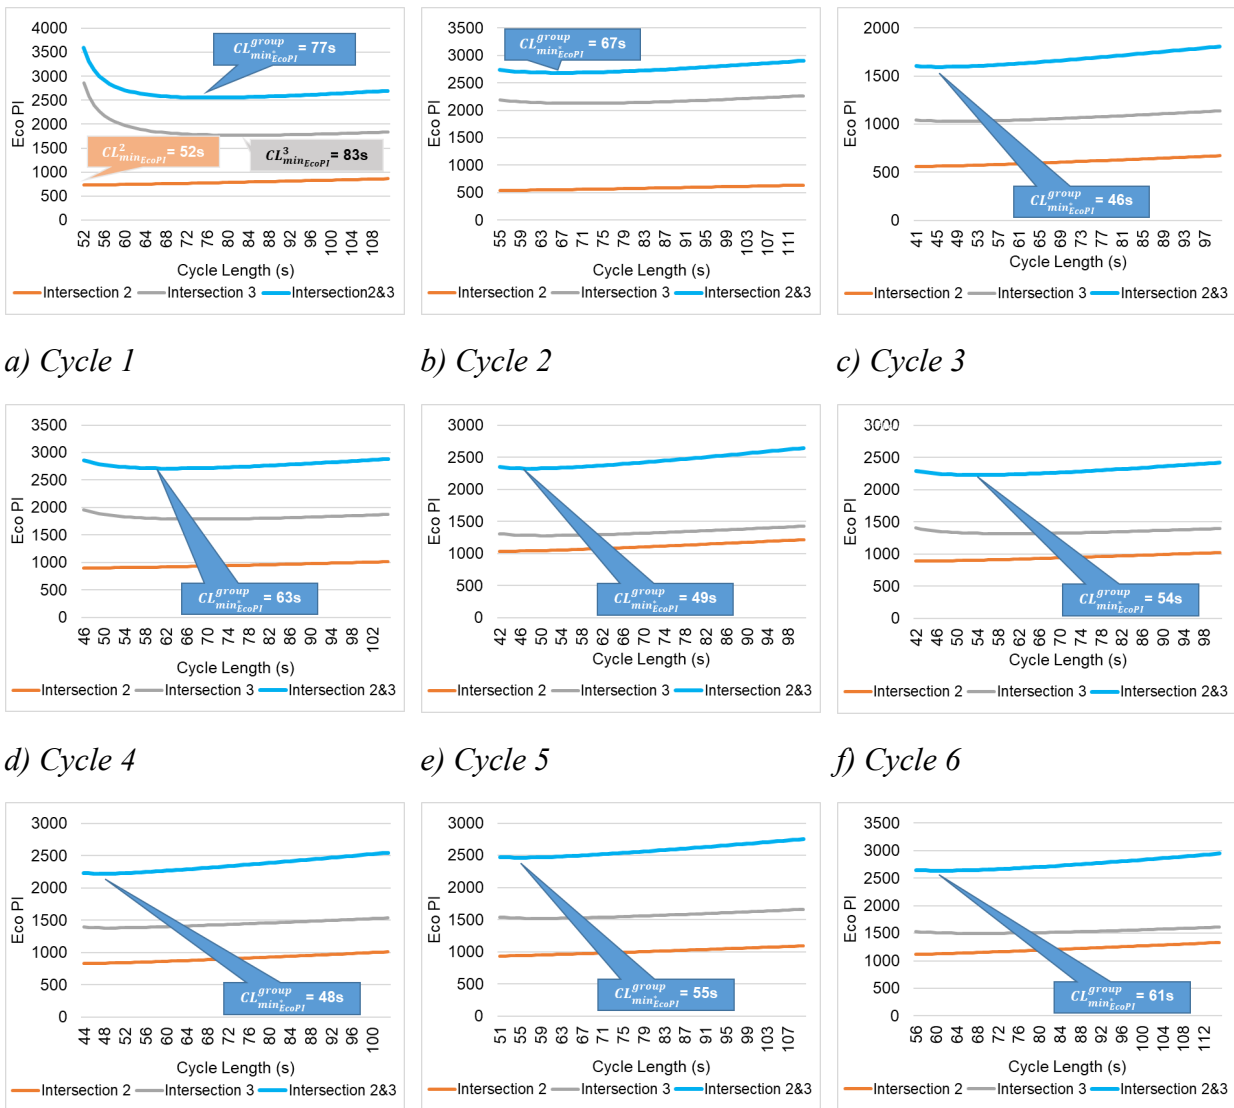 4000
3500
3000
2500
2000
1500
1000
500
0
Eco PI
CL^group_min*EcoPI = 77s
CL^2_minEcoPI = 52s
CL^3_minEcoPI = 83s
52 56 60 64 68 72 76 80 84 88 92 96 100 104 108
Cycle Length (s)
Intersection 2 Intersection 3 Intersection2&3
3500
3000
2500
2000
1500
1000
500
0
Eco PI
CL^group_min*EcoPI = 67s
55 59 63 67 71 75 79 83 87 91 95 99 103 107 111
Cycle Length (s)
Intersection 2 Intersection 3 Intersection 2&3
2000
1500
1000
500
0
Eco PI
CL^group_min*EcoPI = 46s
41 45 49 53 57 61 65 69 73 77 81 85 89 93 97
Cycle Length (s)
Intersection 2 Intersection 3 Intersection 2&3
a) Cycle 1
b) Cycle 2
c) Cycle 3
3500
3000
2500
2000
1500
1000
500
0
Eco PI
CL^group_min*EcoPI = 63s
46 50 54 58 62 66 70 74 78 82 86 90 94 98 102
Cycle Length (s)
Intersection 2 Intersection 3 Intersection 2&3
3000
2500
2000
1500
1000
500
0
Eco PI
CL^group_min*EcoPI = 49s
42 46 50 54 58 62 66 70 74 78 82 86 90 94 98
Cycle Length (s)
Intersection 2 Intersection 3 Intersection 2&3
3000
2500
2000
1500
1000
500
0
Eco PI
CL^group_min*EcoPI = 54s
42 46 50 54 58 62 66 70 74 78 82 86 90 94 98
Cycle Length (s)
Intersection 2 Intersection 3 Intersection 2&3
d) Cycle 4
e) Cycle 5
f) Cycle 6
3000
2500
2000
1500
1000
500
0
Eco PI
CL^group_min*EcoPI = 48s
44 48 52 56 60 64 68 72 76 80 84 88 92 96 100
Cycle Length (s)
Intersection 2 Intersection 3 Intersection 2&3
3000
2500
2000
1500
1000
500
0
Eco PI
CL^group_min*EcoPI = 55s
51 55 59 63 67 71 75 79 83 87 91 95 99 103 107
Cycle Length (s)
Intersection 2 Intersection 3 Intersection 2&3
3500
3000
2500
2000
1500
1000
500
0
Eco PI
CL^group_min*EcoPI = 61s
56 60 64 68 72 76 80 84 88 92 96 100 104 108 112
Cycle Length (s)
Intersection 2 Intersection 3 Intersection 2&3